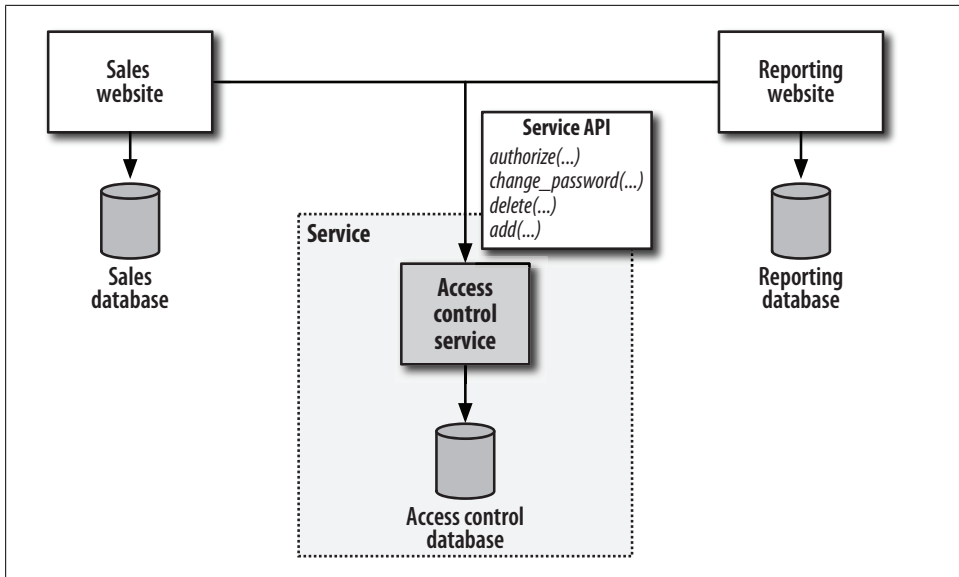 Sales
website
Reporting
website
Service API
authorize(...)
change_password(...)
delete(...)
add(...)
Service
Sales
database
Access
control
service
Reporting
database
Access control
database